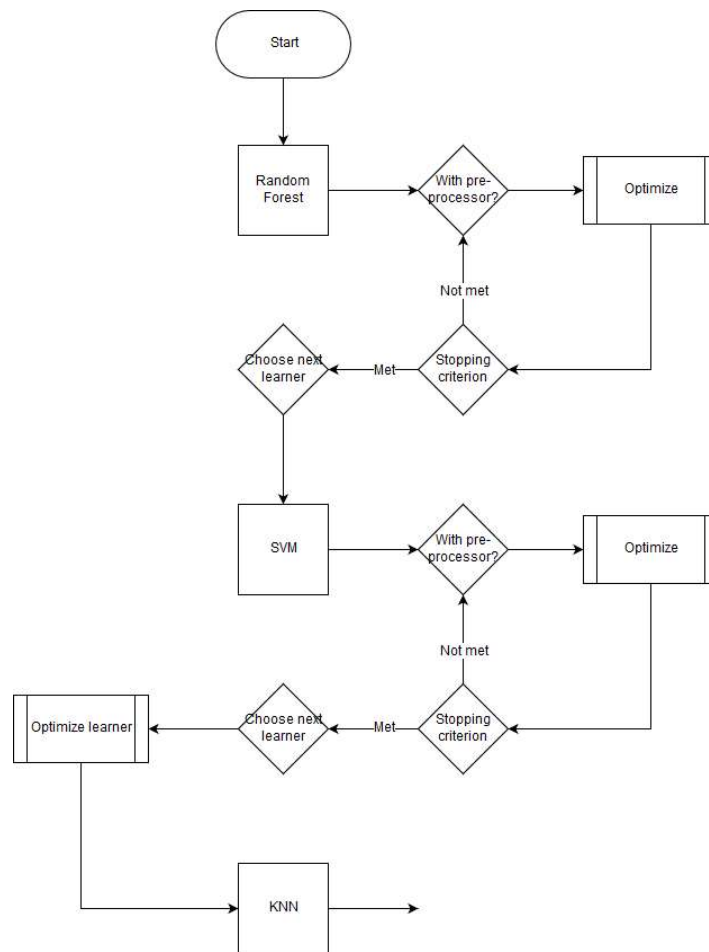 Start
Random
Forest
With pre-
processor?
Optimize
Not met
Choose next
learner
Met
Stopping
criterion
SVM
With pre-
processor?
Optimize
Not met
Optimize learner
Choose next
learner
Met
Stopping
criterion
KNN